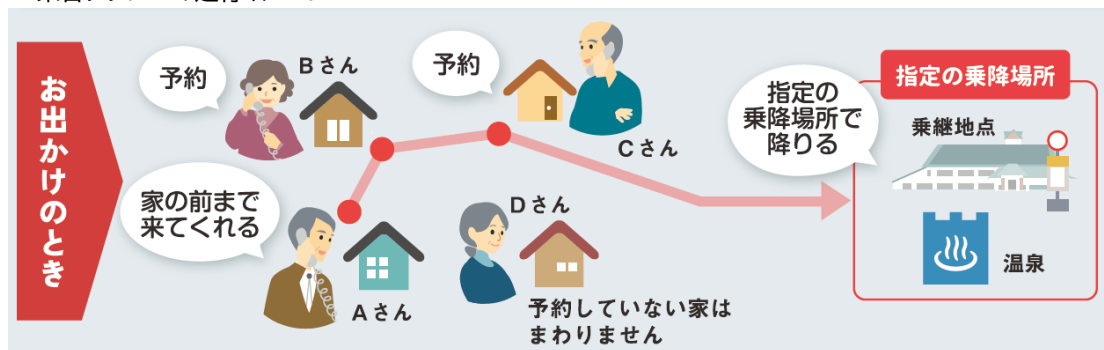 お出かけのとき
予約
Bさん
予約
Cさん
家の前まで
来てくれる
Aさん
Dさん
予約していない家は
まわりません
指定の
乗降場所で
降りる
指定の乗降場所
乗継地点
温泉